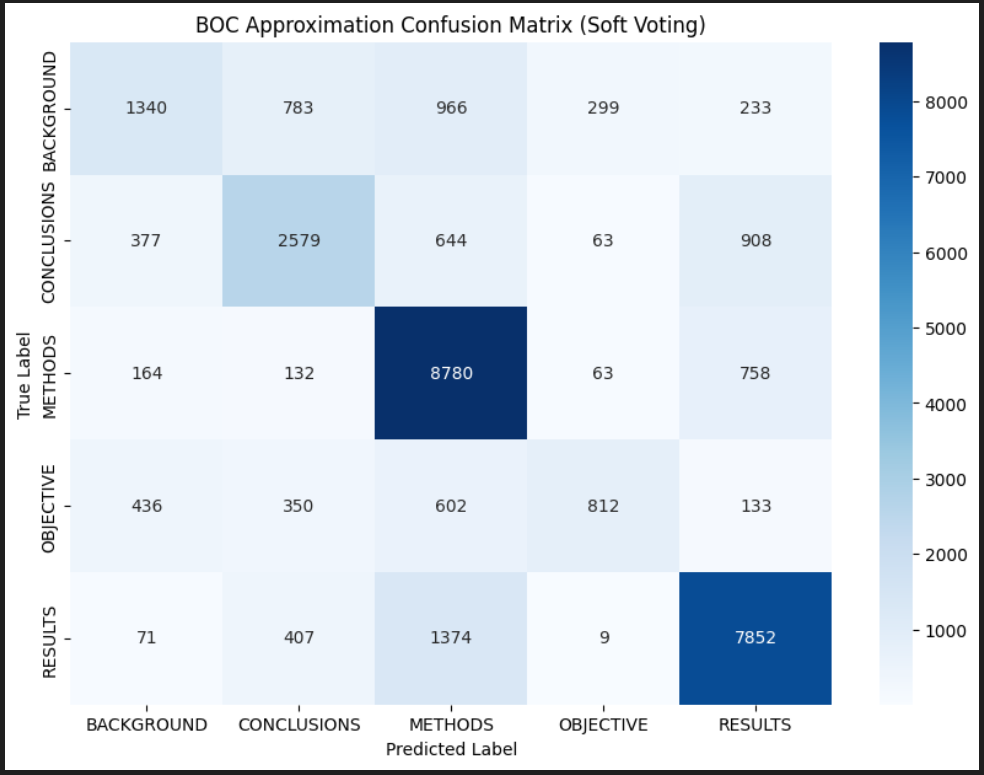 BOC Approximation Confusion Matrix (Soft Voting)
True Label
BACKGROUND 1340 783 966 299 233
CONCLUSIONS 377 2579 644 63 908
METHODS 164 132 8780 63 758
OBJECTIVE 436 350 602 812 133
RESULTS 71 407 1374 9 7852
BACKGROUND CONCLUSIONS METHODS OBJECTIVE RESULTS
Predicted Label
8000
7000
6000
5000
4000
3000
2000
1000